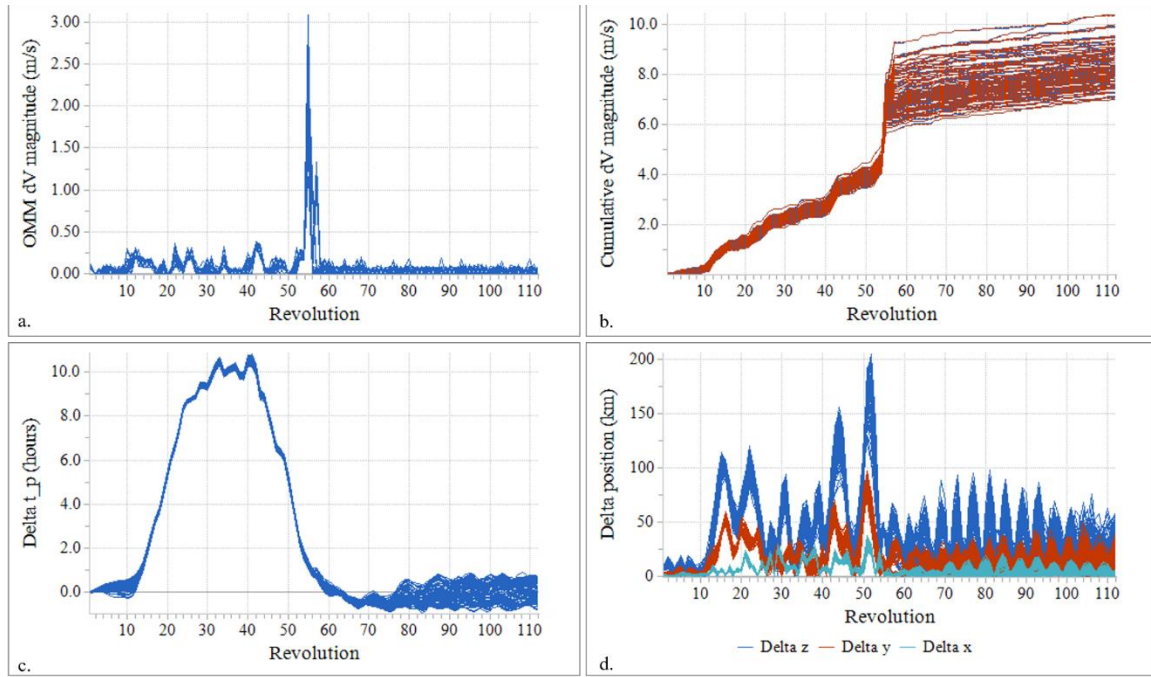 3.00
2.50
2.00
1.50
1.00
0.50
0.00
OMM dV magnitude (m/s)
10 20 30 40 50 60 70 80 90 100 110
Revolution
a.
10.0
8.0
6.0
4.0
2.0
Cumulative dV magnitude (m/s)
10 20 30 40 50 60 70 80 90 100 110
Revolution
b.
10.0
8.0
6.0
4.0
2.0
0.0
Delta t_p (hours)
10 20 30 40 50 60 70 80 90 100 110
Revolution
c.
200
150
100
50
0
Delta position (km)
10 20 30 40 50 60 70 80 90 100 110
Revolution
Delta z Delta y Delta x
d.